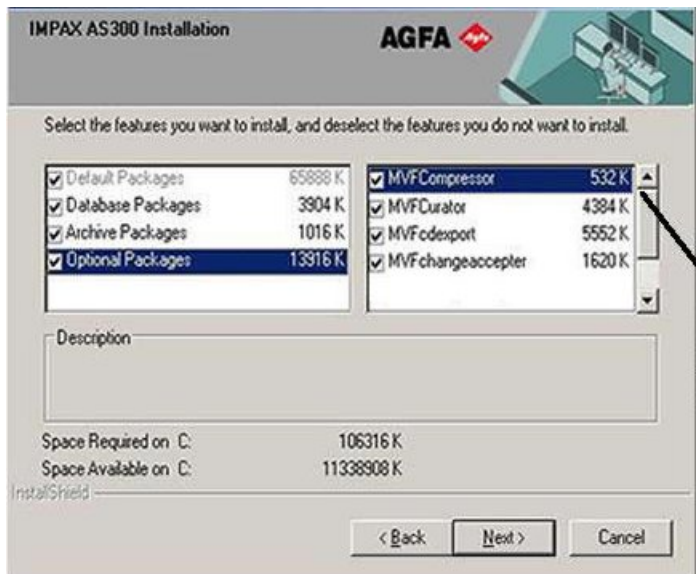 IMPAX AS300 Installation
AGFA
Select the features you want to install, and deselect the features you do not want to install.
Default Packages 65888 K
Database Packages 3904 K
Archive Packages 1016 K
Optional Packages 13916 K
MVFCompressor 532 K
MVFCurator 4384 K
MVFcdexport 5552 K
MVFchangeaccepter 1620 K
Description
Space Required on C: 106316 K
Space Available on C: 11338908 K
InstallShield
< Back
Next >
Cancel